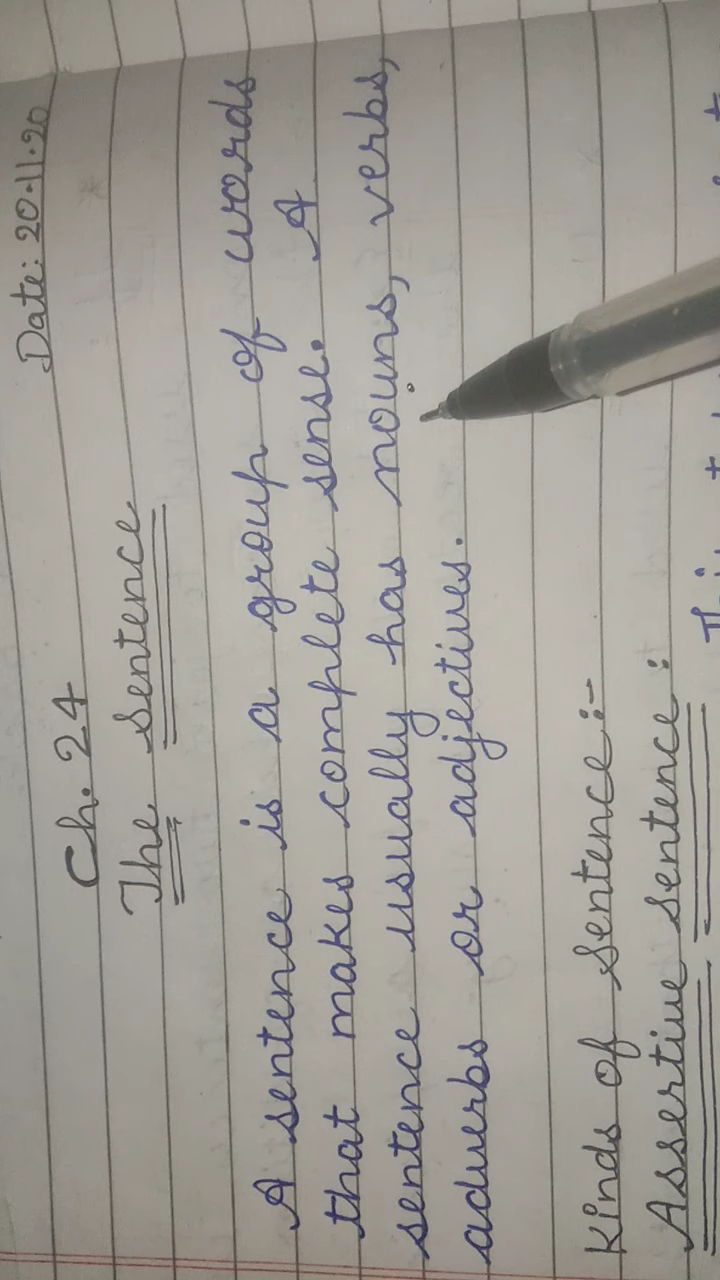 Date: 20.11.20
Ch. 24
The Sentence
A sentence is a group of words
that makes complete sense. A
sentence usually has nouns, verbs,
adverbs or adjectives.
Kinds of Sentence:-
Assertive sentence: